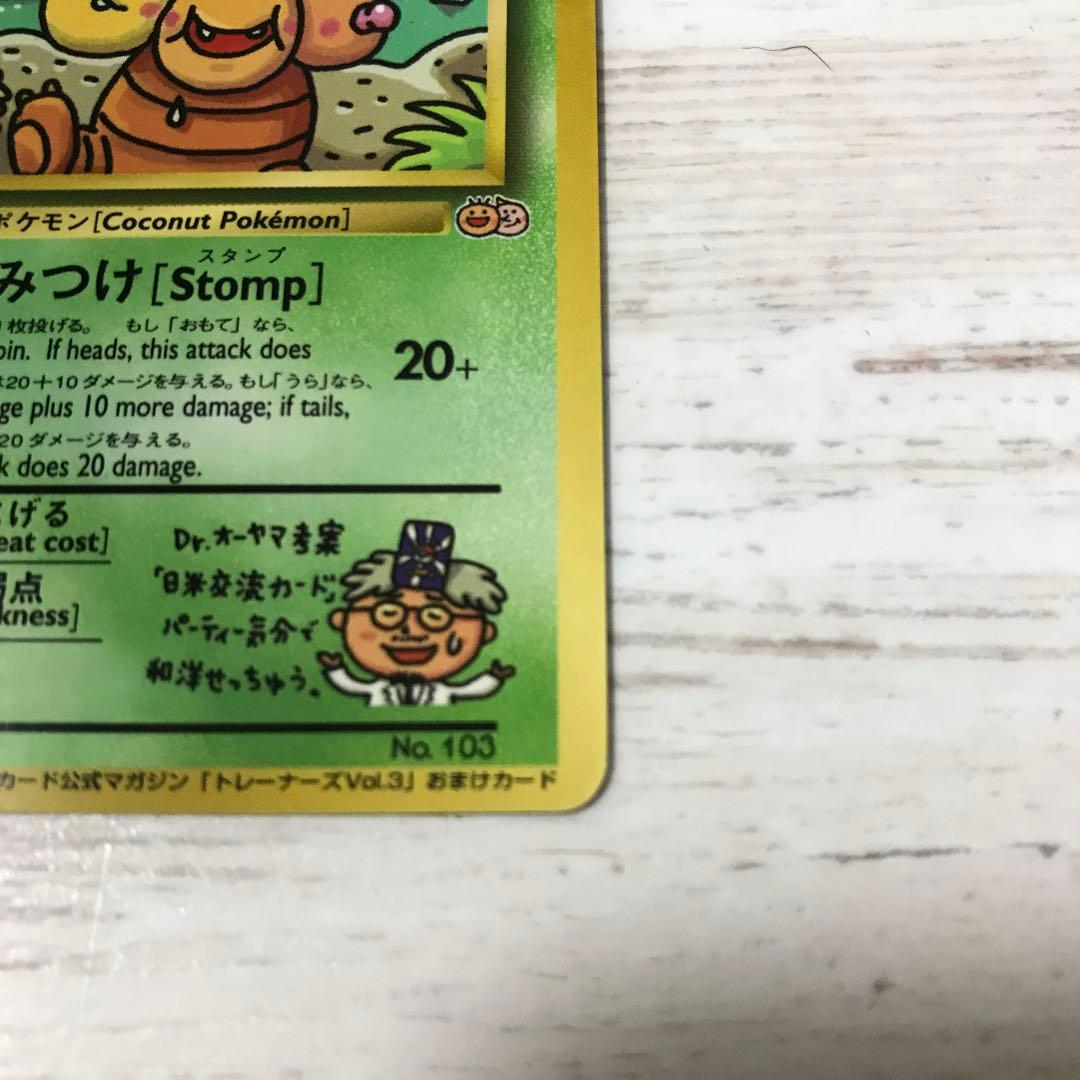 ポケモン[Coconut Pokémon]
スタンプ
みつけ[Stomp]
枚投げる。 もし「おもて」なら、
oin. If heads, this attack does
20+
は20+10ダメージを与える。もし「うら」なら、
ge plus 10 more damage; if tails,
20ダメージを与える。
k does 20 damage.
げる
eat cost]
点
kness]
Dr.オーヤマ考案
「日米交流カード」
パーティー気分で
和洋せっちゅう。
No. 103
カード公式マガジン「トレーナーズVol.3」おまけカード